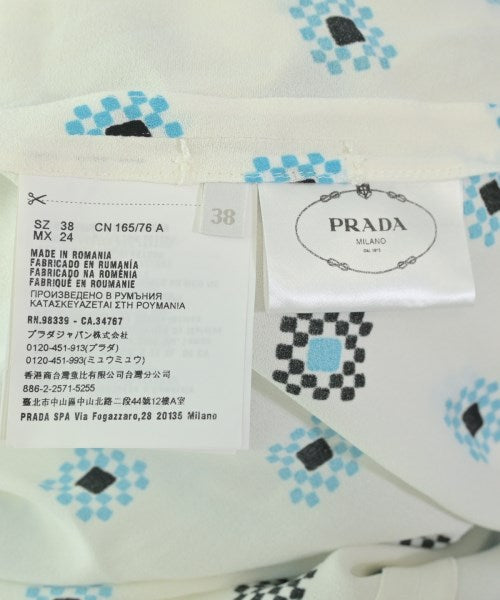 SZ 38 CN 165/76 A
MX 24
MADE IN ROMANIA
FABRICADO EN RUMANÍA
FABRICADO NA ROMÉNIA
FABRIQUÉ EN ROUMANIE
ПРОИЗВЕДЕНО В РУМЪНИЯ
ΚΑΤΑΣΚΕΥΑΖΕΤΑΙ ΣΤΗ ΡΟΥΜΑΝΙΑ
RN.98339 - CA.34767
プラダジャパン株式会社
0120-451-913(プラダ)
0120-451-993(ミュウミュウ)
香港商台灣壹比有限公司台灣分公司
886-2-2571-5255
臺北市中山區中山北路二段44號12樓A室
PRADA SPA Via Fogazzaro,28 20135 Milano
38
PRADA
MILANO
DAL 1913